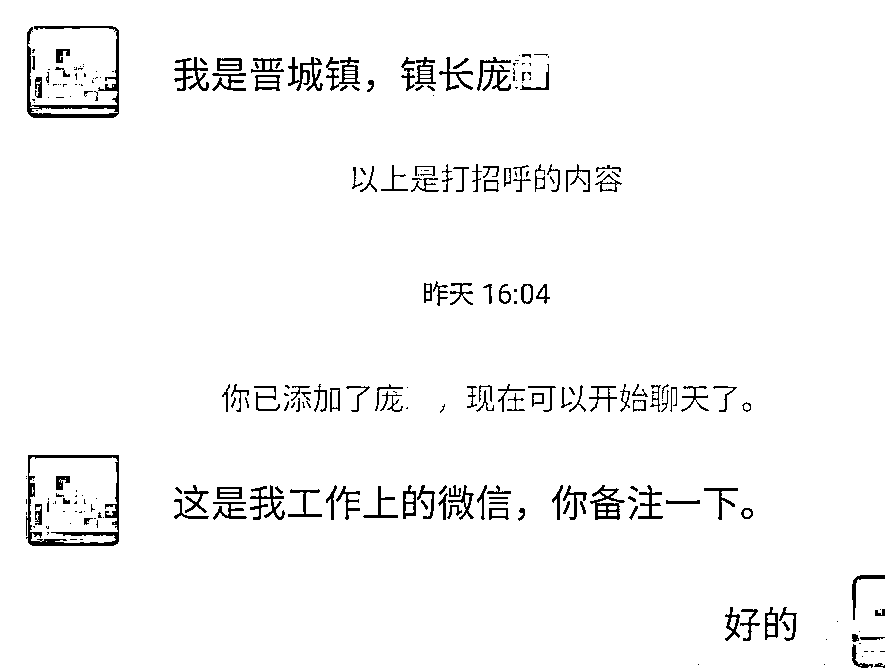 我是晋城镇，镇长庞
以上是打招呼的内容
昨天 16:04
你已添加了庞 ，现在可以开始聊天了。
这是我工作上的微信，你备注一下。
好的